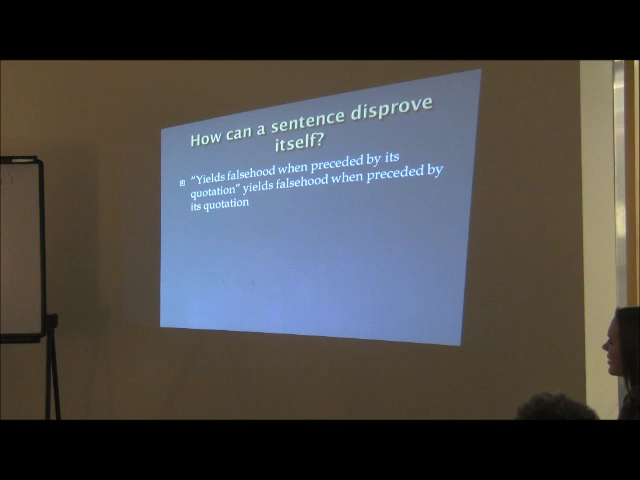 How can a sentence disprove
itself?
"Yields falsehood when preceded by its
quotation" yields falsehood when preceded by
its quotation